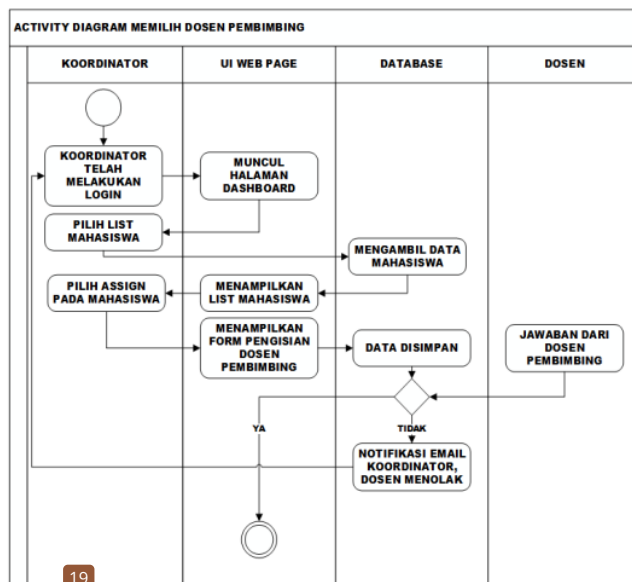 ACTIVITY DIAGRAM MEMILIH DOSEN PEMBIMBING
KOORDINATOR
UI WEB PAGE
DATABASE
DOSEN
KOORDINATOR
TELAH
MELAKUKAN
LOGIN
MUNCUL
HALAMAN
DASHBOARD
PILIH LIST
MAHASISWA
MENGAMBIL DATA
MAHASISWA
PILIH ASSIGN
PADA MAHASISWA
MENAMPILKAN
LIST MAHASISWA
MENAMPILKAN
FORM PENGISIAN
DOSEN
PEMBIMBING
DATA DISIMPAN
JAWABAN DARI
DOSEN
PEMBIMBING
YA
TIDAK
NOTIFIKASI EMAIL
KOORDINATOR,
DOSEN MENOLAK
19